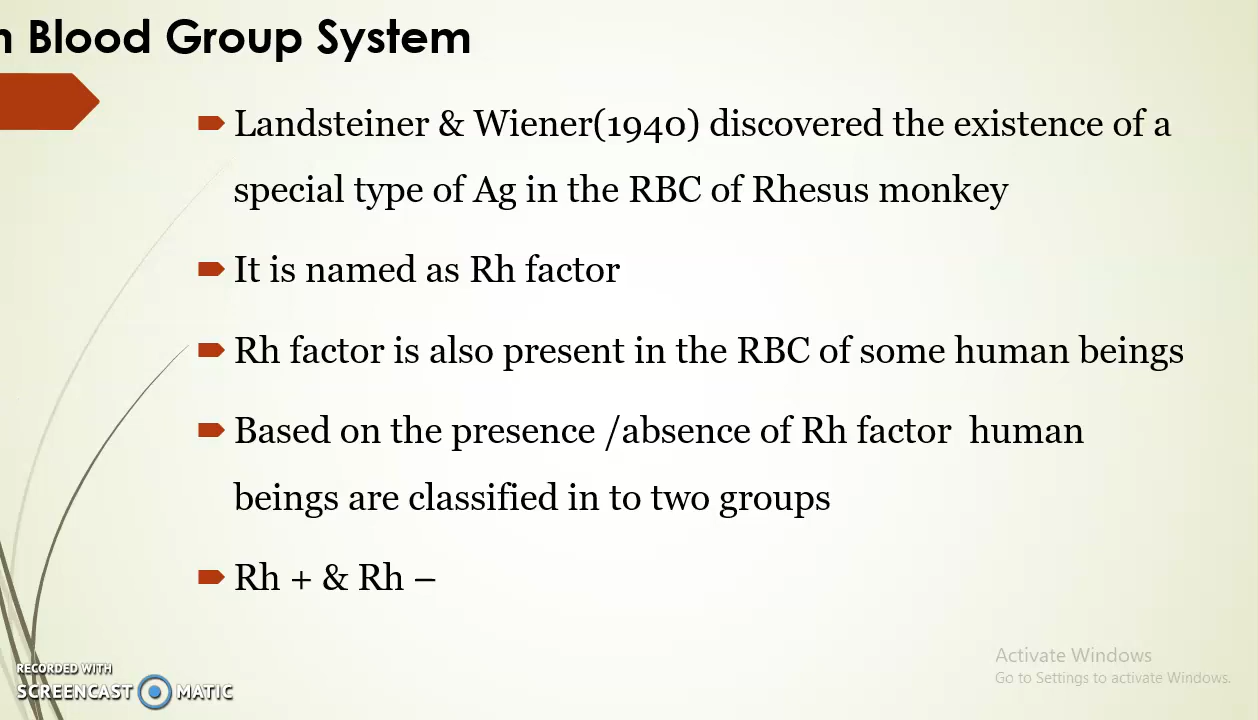 n Blood Group System
Landsteiner & Wiener(1940) discovered the existence of a
special type of Ag in the RBC of Rhesus monkey
It is named as Rh factor
Rh factor is also present in the RBC of some human beings
Based on the presence /absence of Rh factor  human
beings are classified in to two groups
Rh + & Rh –
RECORDED WITH
SCREENCAST MATIC
Activate Windows
Go to Settings to activate Windows.